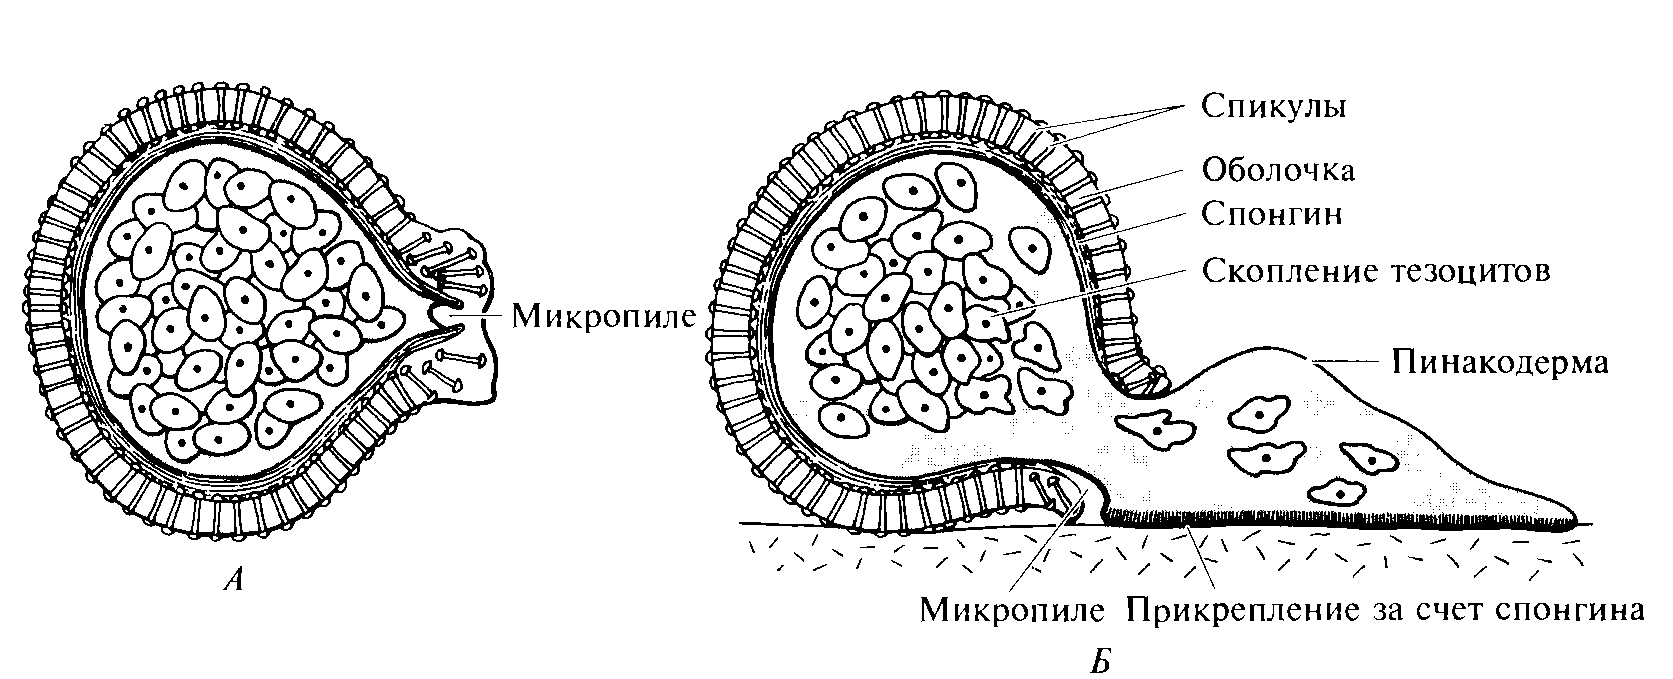 Спикулы
Оболочка
Спонгин
Скопление тезоцитов
Микропиле
Пинакодерма
А
Микропиле
Прикрепление за счет спонгина
Б